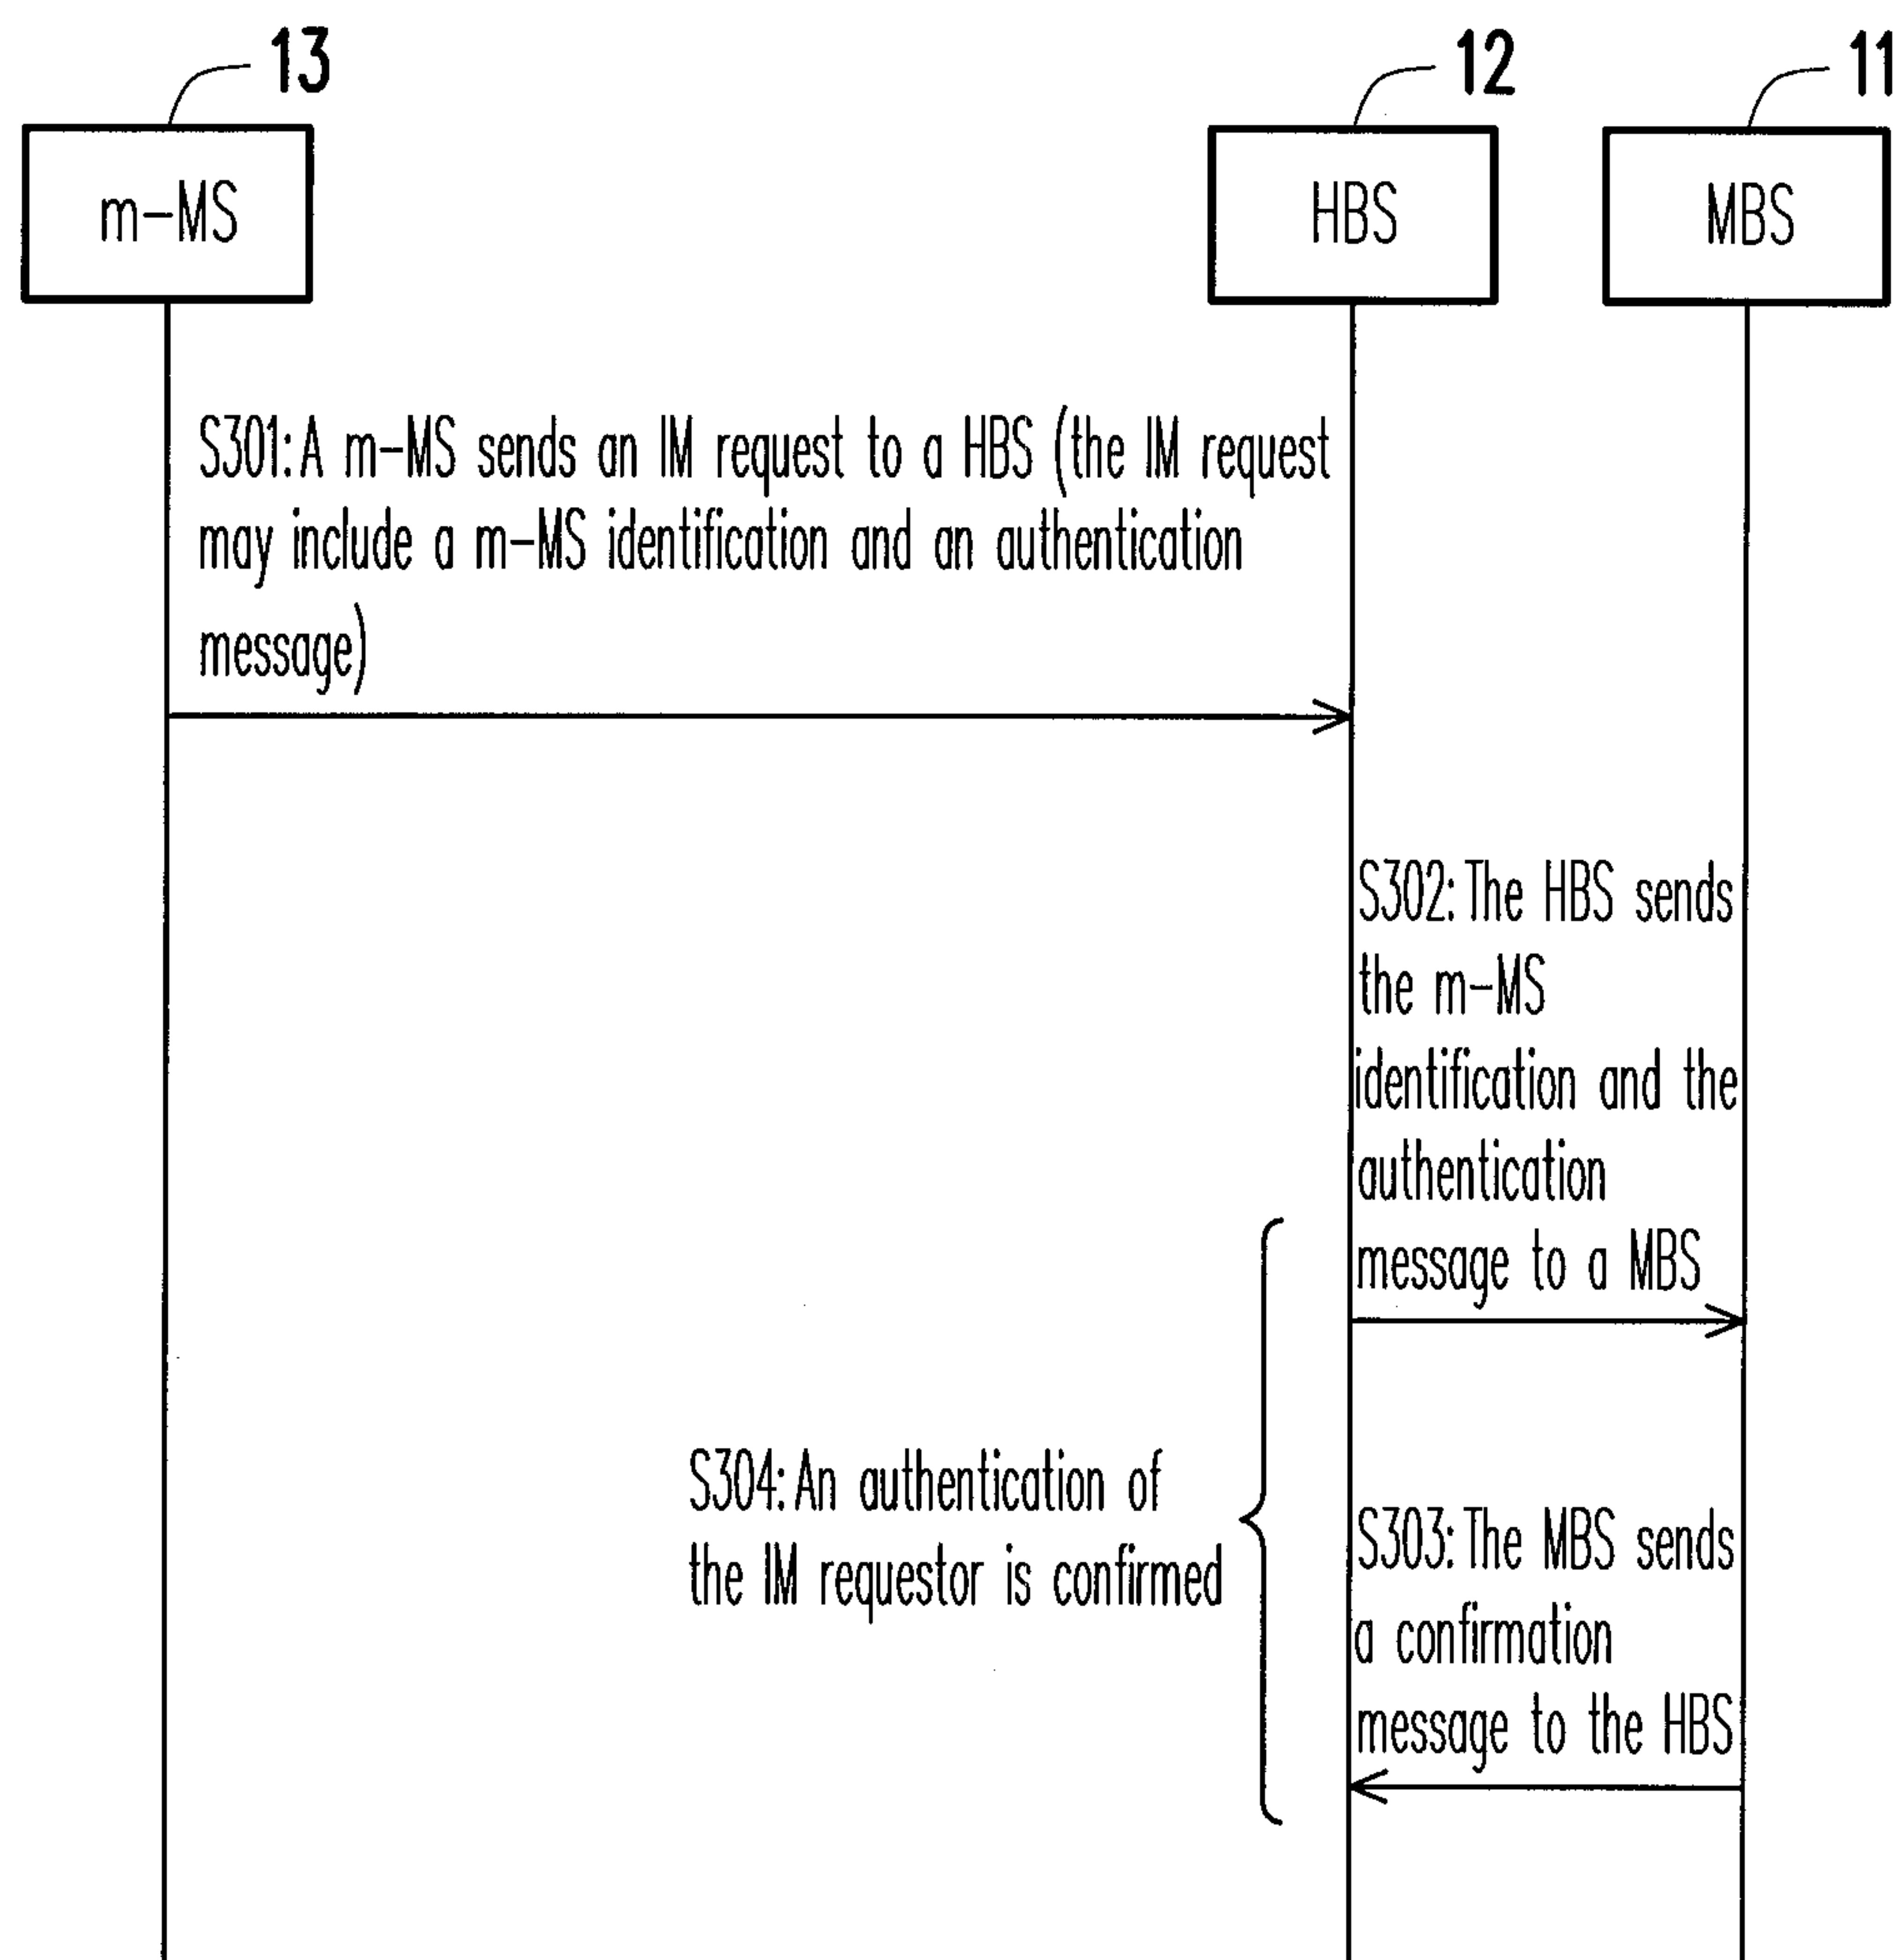 13
12
11
m-MS
HBS
MBS
S301: A m-MS sends an IM request to a HBS (the IM request
may include a m-MS identification and an authentication
message)
S302: The HBS sends
the m-MS
identification and the
authentication
message to a MBS
S304: An authentication of
the IM requestor is confirmed
S303: The MBS sends
a confirmation
message to the HBS